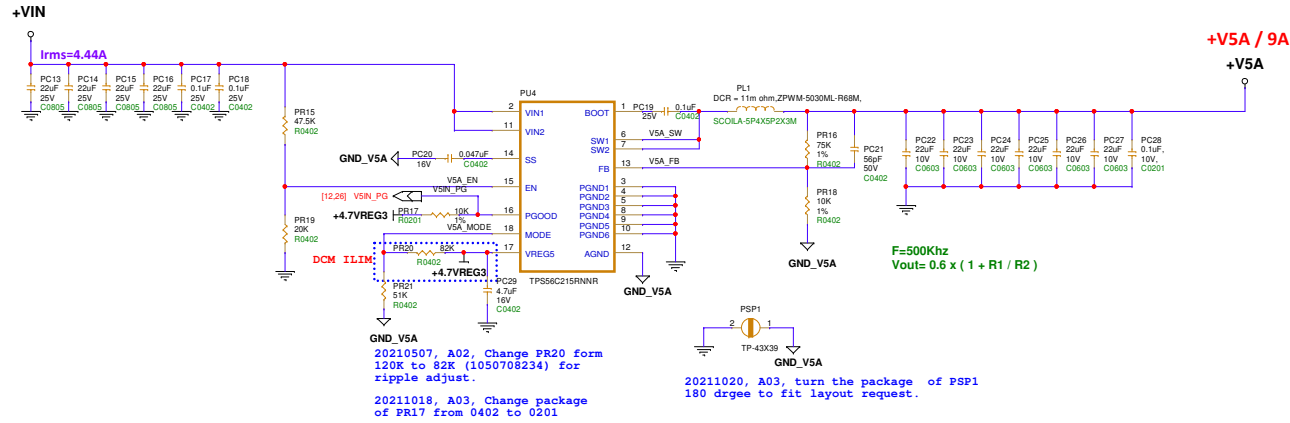 +VIN
Irms=4.44A
PC13
22uF
25V
C0805
PC14
22uF
25V
C0805
PC15
22uF
25V
C0805
PC16
22uF
25V
C0805
PC17
0.1uF
25V
C0402
PC18
0.1uF
25V
C0402
PR15
47.5K
R0402
PR19
20K
R0402
GND_V5A
PC20
16V
0.047uF
C0402
V5A_EN
[12,26] V5IN_PG
V5IN_PG
+4.7VREG3
PR17
R0201
10K
1%
V5A_MODE
DCM ILIM
PR20
82K
R0402
+4.7VREG3
PR21
51K
R0402
GND_V5A
PC29
4.7uF
16V
C0402
PU4
2
VIN1
11
VIN2
14
SS
15
EN
16
PGOOD
18
MODE
17
VREG5
BOOT
1
SW1
6
SW2
7
FB
13
PGND1
3
PGND2
4
PGND3
5
PGND4
8
PGND5
9
PGND6
10
AGND
12
TPS56C215RNNR
GND_V5A
PC19
25V
0.1uF
C0402
V5A_SW
V5A_FB
PL1
DCR = 11m ohm,ZPWM-5030ML-R68M,
SCOILA-5P4X5P2X3M
PR16
75K
1%
R0402
PC21
56pF
50V
C0402
PR18
10K
1%
R0402
GND_V5A
PC22
22uF
10V
C0603
PC23
22uF
10V
C0603
PC24
22uF
10V
C0603
PC25
22uF
10V
C0603
PC26
22uF
10V
C0603
PC27
22uF
10V
C0603
PC28
0.1uF,
10V,
C0201
+V5A / 9A
+V5A
F=500Khz
Vout= 0.6 x ( 1 + R1 / R2 )
PSP1
2
1
TP-43X39
GND_V5A
20210507, A02, Change PR20 form
120K to 82K (1050708234) for
ripple adjust.
20211018, A03, Change package
of PR17 from 0402 to 0201
20211020, A03, turn the package of PSP1
180 drgee to fit layout request.